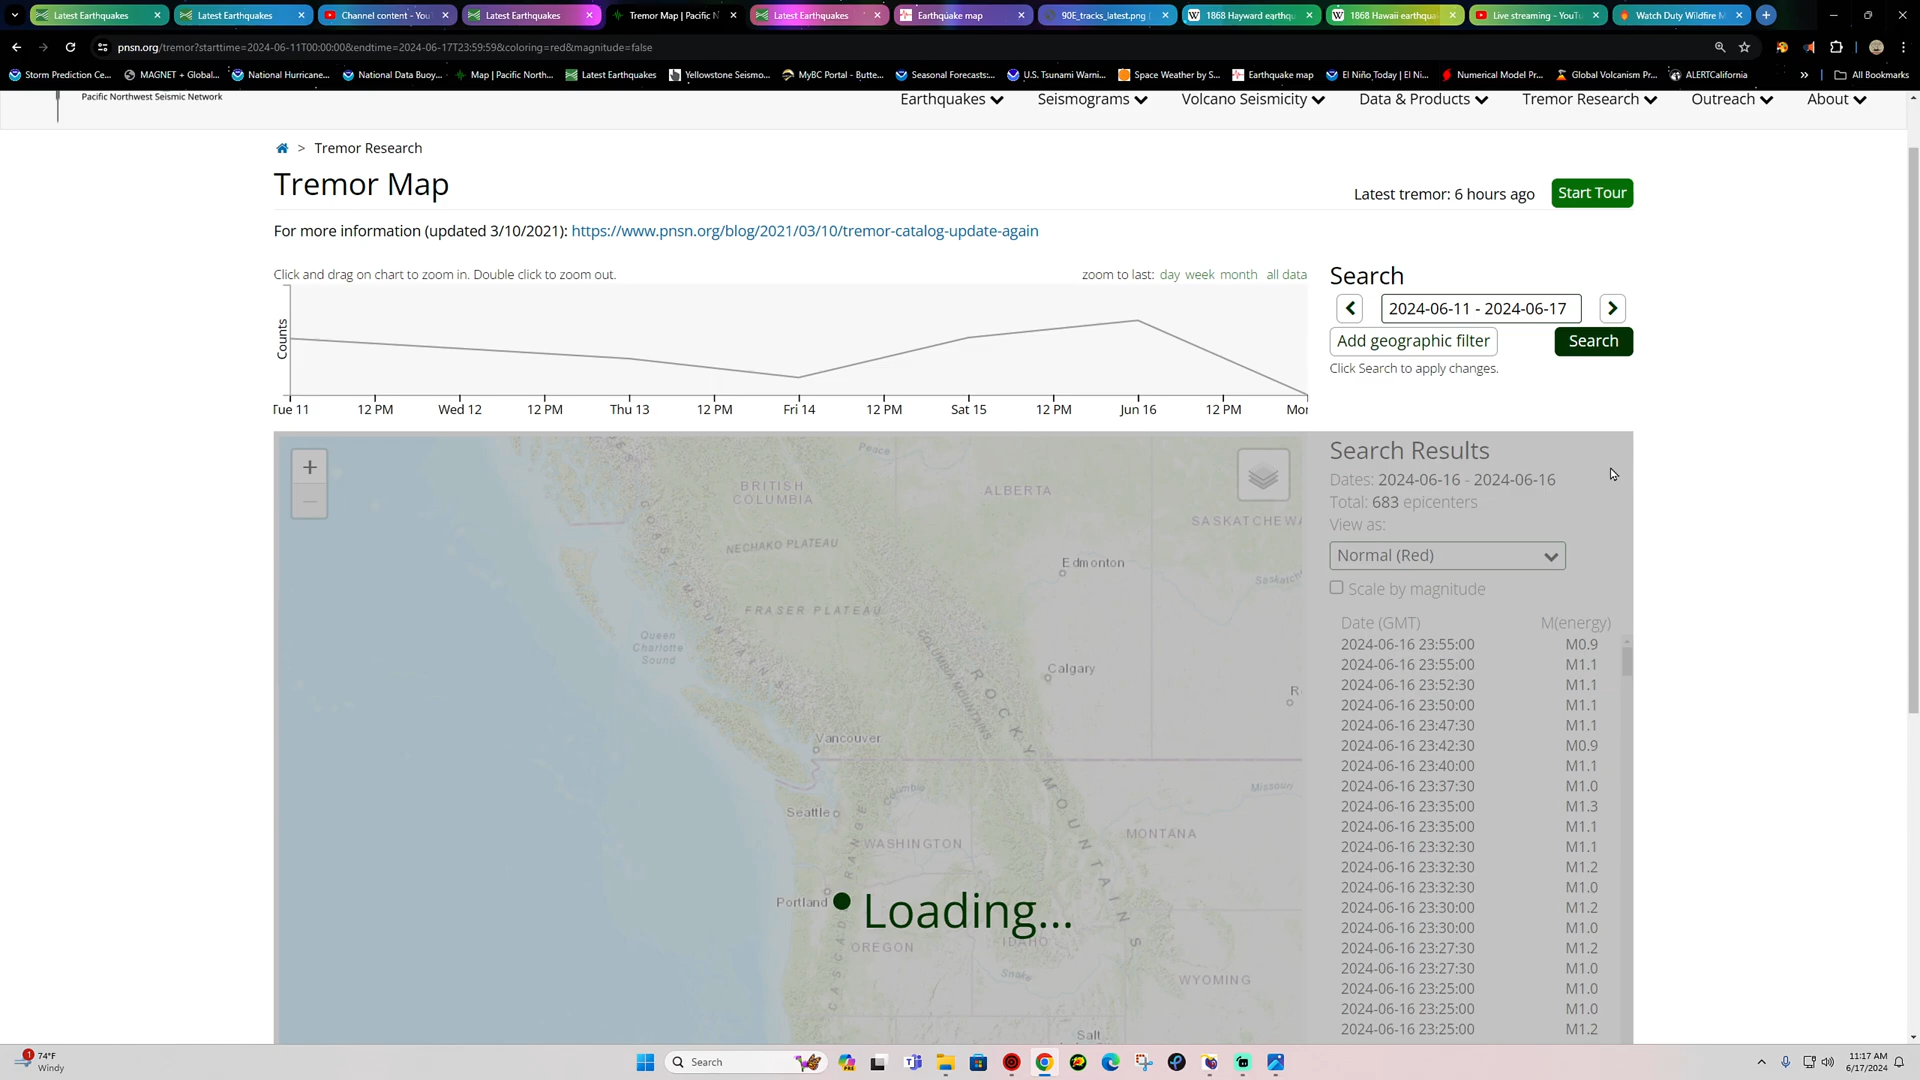 Latest Earthquakes
Latest Earthquakes
Channel content - You
Latest Earthquakes
Tremor Map | Pacific N
Latest Earthquakes
Earthquake map
90E_tracks_latest.png (
1868 Hayward earthqu
1868 Hawaii earthqua
Live streaming - YouTu
Watch Duty Wildfire M
pnsn.org/tremor?starttime=2024-06-11T00:00:00&endtime=2024-06-17T23:59:59&coloring=red&magnitude=false
Storm Prediction Ce...
MAGNET + Global...
National Hurricane...
National Data Buoy...
Map | Pacific North...
Latest Earthquakes
Yellowstone Seismo...
MyBC Portal - Butte...
Seasonal Forecasts:...
U.S. Tsunami Warni...
Space Weather by S...
Earthquake map
El Niño Today | El Ni...
Numerical Model Pr...
Global Volcanism Pr...
ALERTCalifornia
All Bookmarks
Pacific Northwest Seismic Network
Earthquakes
Seismograms
Volcano Seismicity
Data & Products
Tremor Research
Outreach
About
> Tremor Research
Tremor Map
Latest tremor: 6 hours ago
Start Tour
For more information (updated 3/10/2021): https://www.pnsn.org/blog/2021/03/10/tremor-catalog-update-again
Click and drag on chart to zoom in. Double click to zoom out.
zoom to last: day week month all data
Counts
Tue 11
12 PM
Wed 12
12 PM
Thu 13
12 PM
Fri 14
12 PM
Sat 15
12 PM
Jun 16
12 PM
Mon
Search
2024-06-11 - 2024-06-17
Add geographic filter
Search
Click Search to apply changes.
+
−
Peace
BRITISH
COLUMBIA
ALBERTA
SASKATCHEWA
NECHAKO PLATEAU
COAST MOUNTAINS
Edmonton
Saskatch
FRASER PLATEAU
Queen
Charlotte
Sound
COLUMBIA MOUNTAINS
Calgary
R
ROCKY MOUNTAINS
Vancouver
Columbia
Missouri
Seattle
WASHINGTON
MONTANA
CASCADE RANGE
Portland
Loading...
OREGON
IDAHO
Snake
WYOMING
Salt
Search Results
Dates: 2024-06-16 - 2024-06-16
Total: 683 epicenters
View as:
Normal (Red)
Scale by magnitude
Date (GMT) M(energy)
2024-06-16 23:55:00 M0.9
2024-06-16 23:55:00 M1.1
2024-06-16 23:52:30 M1.1
2024-06-16 23:50:00 M1.1
2024-06-16 23:47:30 M1.1
2024-06-16 23:42:30 M0.9
2024-06-16 23:40:00 M1.1
2024-06-16 23:37:30 M1.0
2024-06-16 23:35:00 M1.3
2024-06-16 23:35:00 M1.1
2024-06-16 23:32:30 M1.1
2024-06-16 23:32:30 M1.2
2024-06-16 23:32:30 M1.0
2024-06-16 23:30:00 M1.2
2024-06-16 23:30:00 M1.0
2024-06-16 23:27:30 M1.2
2024-06-16 23:27:30 M1.0
2024-06-16 23:25:00 M1.0
2024-06-16 23:25:00 M1.0
2024-06-16 23:25:00 M1.2
1
74°F
Windy
Search
11:17 AM
6/17/2024